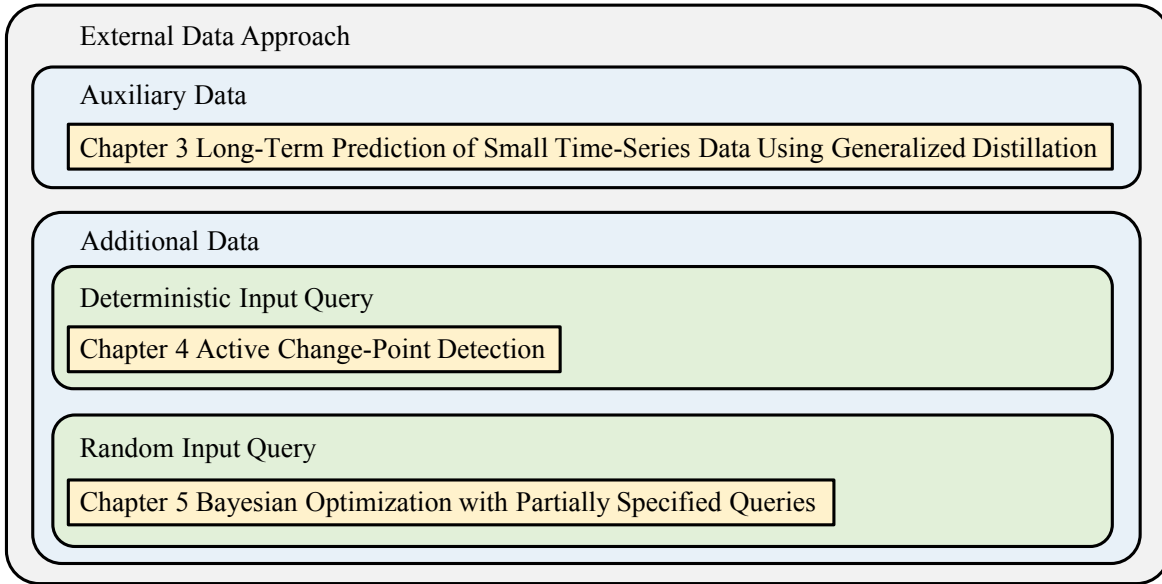 External Data Approach
Auxiliary Data
Chapter 3 Long-Term Prediction of Small Time-Series Data Using Generalized Distillation
Additional Data
Deterministic Input Query
Chapter 4 Active Change-Point Detection
Random Input Query
Chapter 5 Bayesian Optimization with Partially Specified Queries